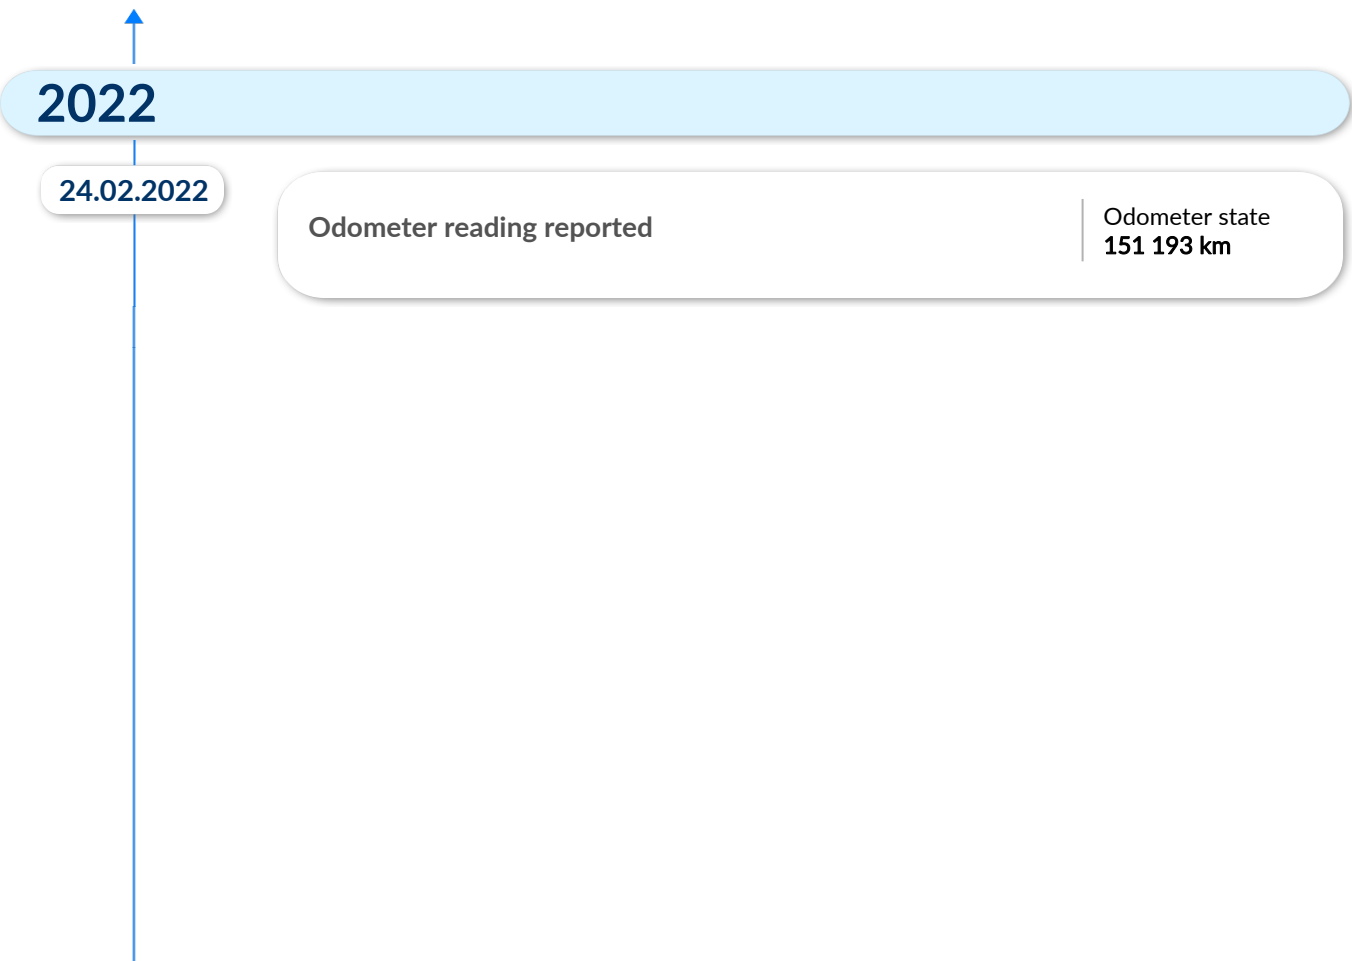 2022
24.02.2022
Odometer reading reported
Odometer state
151 193 km